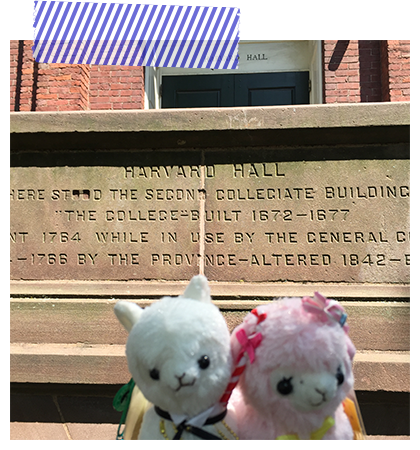 HALL
HARVARD HALL
HERE STOOD THE SECOND COLLEGIATE BUILDING
"THE COLLEGE-BUILT 1672-1677
NT 1764 WHILE IN USE BY THE GENERAL C
-1766 BY THE PROVINCE-ALTERED 1842-